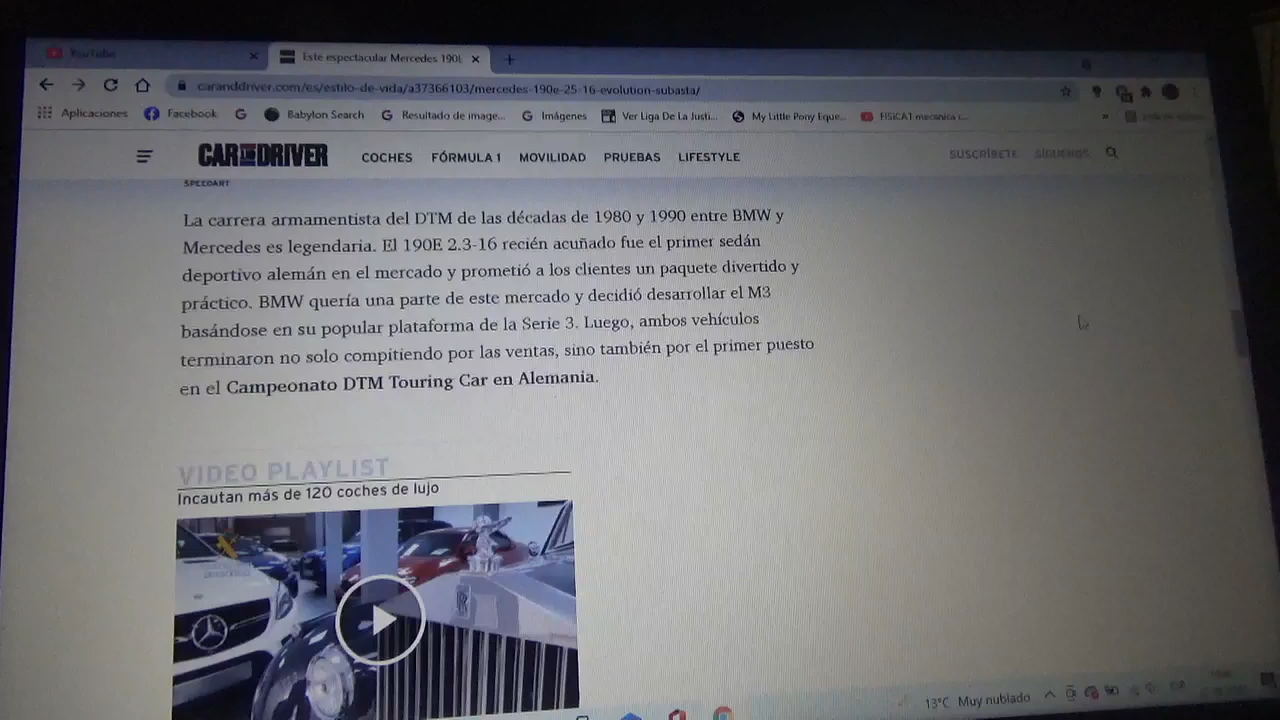 YouTube
Este espectacular Mercedes 190E
caranddriver.com/es/estilo-de-vida/a37366103/mercedes-190e-25-16-evolution-subasta/
Aplicaciones Facebook Babylon Search Resultado de image... Imágenes Ver Liga De La Justi... My Little Pony Eque... FISICA1 mecanica i...
CAR AND DRIVER COCHES FÓRMULA 1 MOVILIDAD PRUEBAS LIFESTYLE SUSCRÍBETE SÍGUENOS
SPEEDART
La carrera armamentista del DTM de las décadas de 1980 y 1990 entre BMW y
Mercedes es legendaria. El 190E 2.3-16 recién acuñado fue el primer sedán
deportivo alemán en el mercado y prometió a los clientes un paquete divertido y
práctico. BMW quería una parte de este mercado y decidió desarrollar el M3
basándose en su popular plataforma de la Serie 3. Luego, ambos vehículos
terminaron no solo compitiendo por las ventas, sino también por el primer puesto
en el Campeonato DTM Touring Car en Alemania.
VIDEO PLAYLIST
Incautan más de 120 coches de lujo
13°C Muy nublado